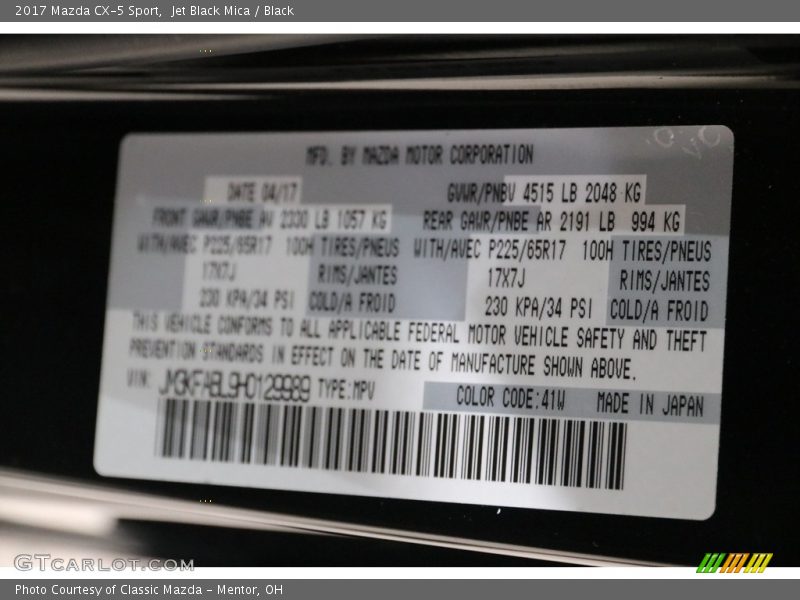 2017 Mazda CX-5 Sport,  Jet Black Mica / Black
MFD. BY MAZDA MOTOR CORPORATION
DATE 04/17 GVWR/PNBV 4515 LB 2048 KG
FRONT GAWR/PNBE AV 2330 LB 1057 KG REAR GAWR/PNBE AR 2191 LB 994 KG
WITH/AVEC P225/65R17 100H TIRES/PNEUS WITH/AVEC P225/65R17 100H TIRES/PNEUS
17X7J RIMS/JANTES 17X7J RIMS/JANTES
230 KPA/34 PSI COLD/A FROID 230 KPA/34 PSI COLD/A FROID
THIS VEHICLE CONFORMS TO ALL APPLICABLE FEDERAL MOTOR VEHICLE SAFETY AND THEFT
PREVENTION STANDARDS IN EFFECT ON THE DATE OF MANUFACTURE SHOWN ABOVE.
VIN: JM3KFABL9H0129989 TYPE:MPV COLOR CODE:41W MADE IN JAPAN
GTCARLOT.COM
Photo Courtesy of Classic Mazda - Mentor, OH